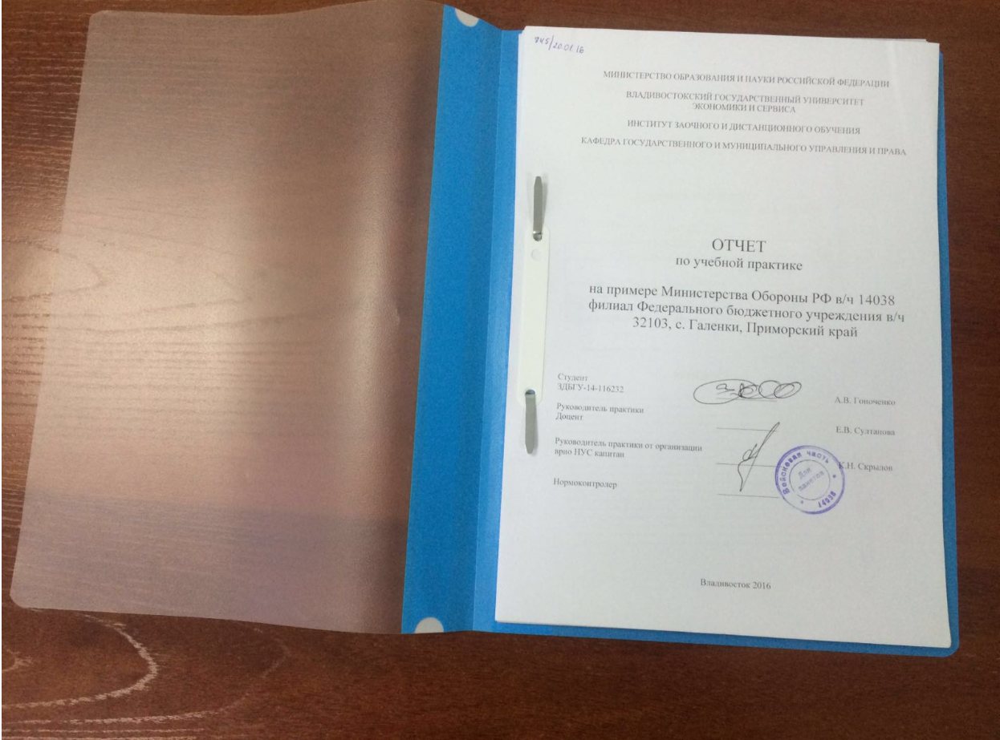 745/20.01.16
МИНИСТЕРСТВО ОБРАЗОВАНИЯ И НАУКИ РОССИЙСКОЙ ФЕДЕРАЦИИ
ВЛАДИВОСТОКСКИЙ ГОСУДАРСТВЕННЫЙ УНИВЕРСИТЕТ
ЭКОНОМИКИ И СЕРВИСА
ИНСТИТУТ ЗАОЧНОГО И ДИСТАНЦИОННОГО ОБУЧЕНИЯ
КАФЕДРА ГОСУДАРСТВЕННОГО И МУНИЦИПАЛЬНОГО УПРАВЛЕНИЯ И ПРАВА
ОТЧЕТ
по учебной практике
на примере Министерства Обороны РФ в/ч 14038
филиал Федерального бюджетного учреждения в/ч
32103, с. Галенки, Приморский край
Студент
ЗДБГУ-14-116232
А.В. Гопоченко
Руководитель практики
Доцент
Е.В. Султанова
Руководитель практики от организации
врио НУС капитан
К.Н. Скрылов
Нормоконтролер
Войсковая часть
14038
Для
пакетов
Владивосток 2016